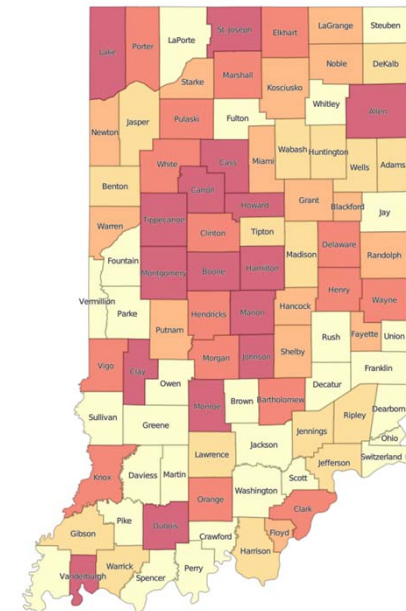 Steuben
LaGrange
St. Joseph
Elkhart
LaPorte
Lake
Porter
Noble
DeKalb
Marshall
Starke
Kosciusko
Whitley
Allen
Pulaski
Fulton
Jasper
Newton
Wabash
Huntington
White
Cass
Miami
Wells
Adams
Benton
Carroll
Howard
Grant
Blackford
Jay
Tippecanoe
Warren
Clinton
Tipton
Delaware
Madison
Randolph
Fountain
Montgomery
Boone
Hamilton
Henry
Wayne
Vermillion
Parke
Hendricks
Marion
Hancock
Putnam
Rush
Fayette
Union
Shelby
Morgan
Johnson
Vigo
Clay
Owen
Franklin
Decatur
Monroe
Brown
Bartholomew
Dearborn
Sullivan
Greene
Ripley
Jennings
Ohio
Jackson
Lawrence
Switzerland
Jefferson
Knox
Daviess
Martin
Scott
Washington
Orange
Clark
Pike
Dubois
Gibson
Crawford
Floyd
Harrison
Perry
Warrick
Spencer
Vanderburgh